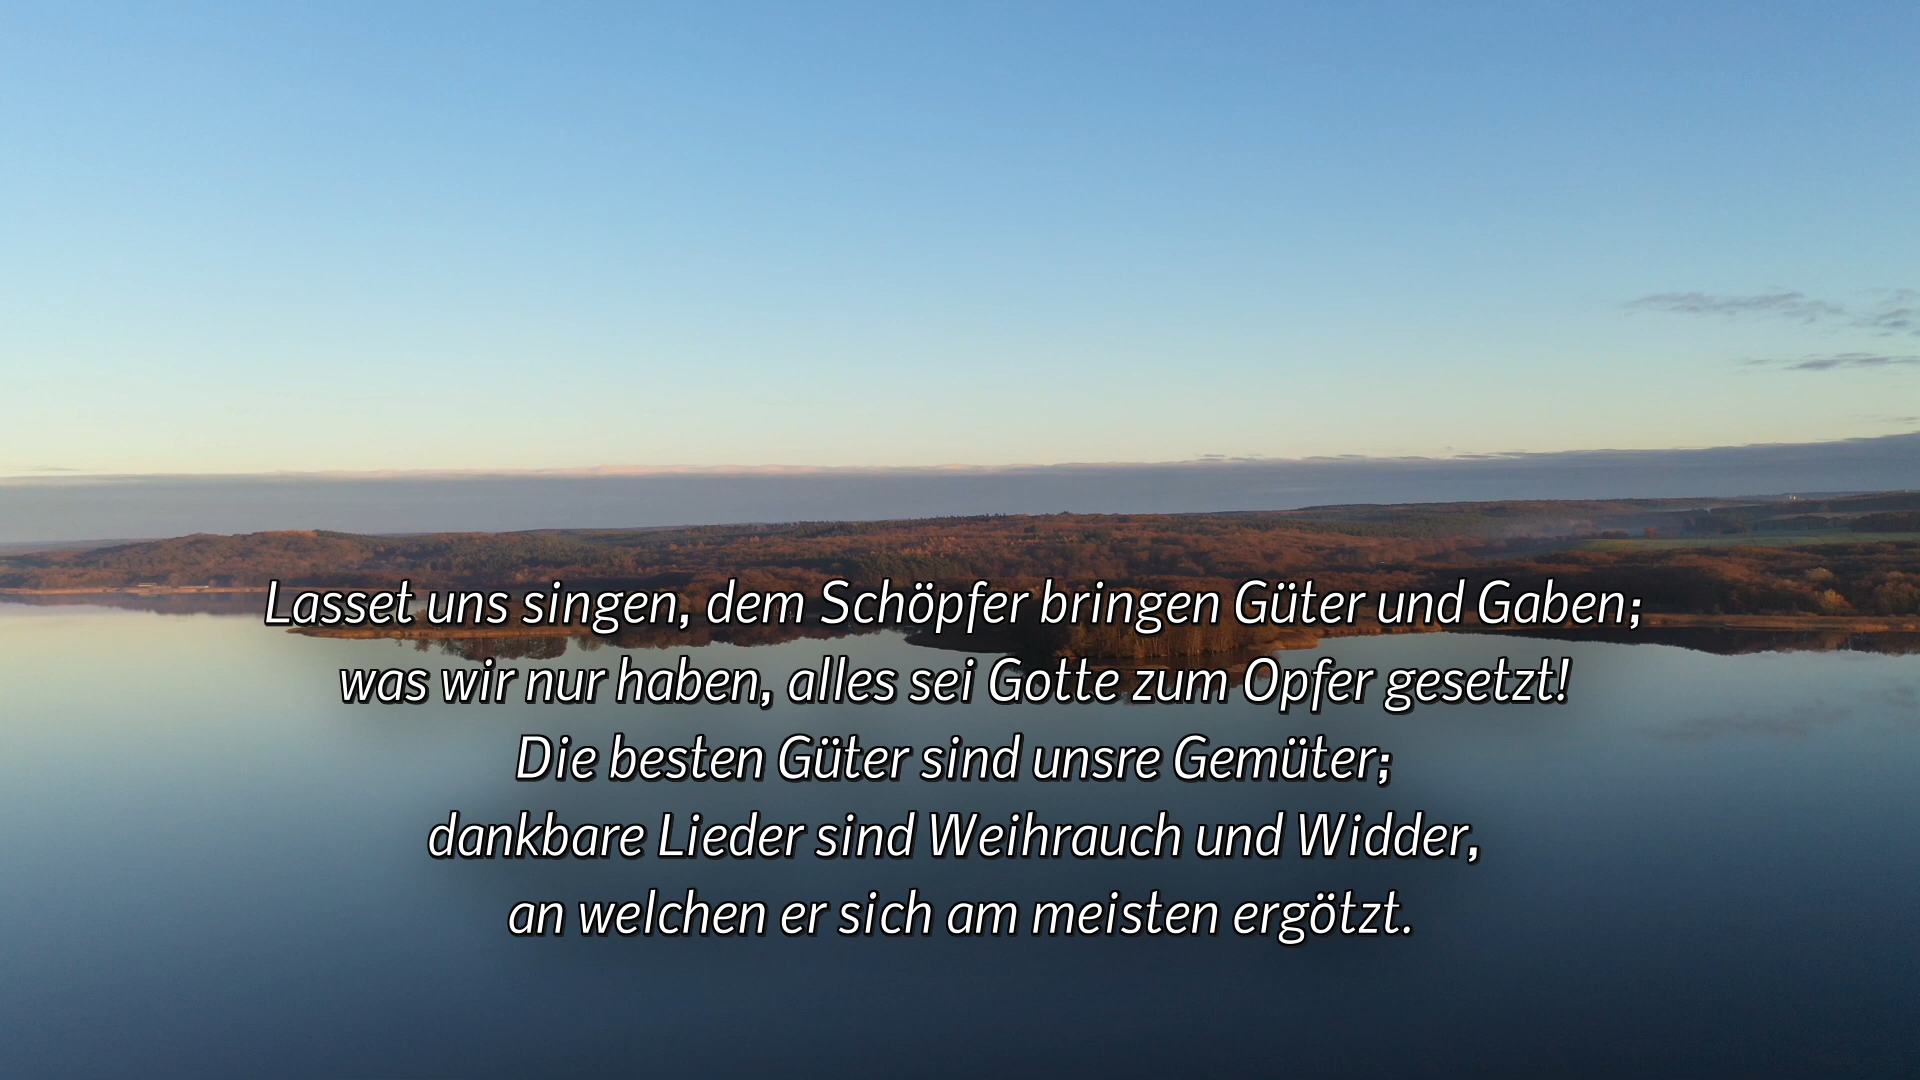 Lasset uns singen, dem Schöpfer bringen Güter und Gaben;
was wir nur haben, alles sei Gotte zum Opfer gesetzt!
Die besten Güter sind unsre Gemüter;
dankbare Lieder sind Weihrauch und Widder,
an welchen er sich am meisten ergötzt.